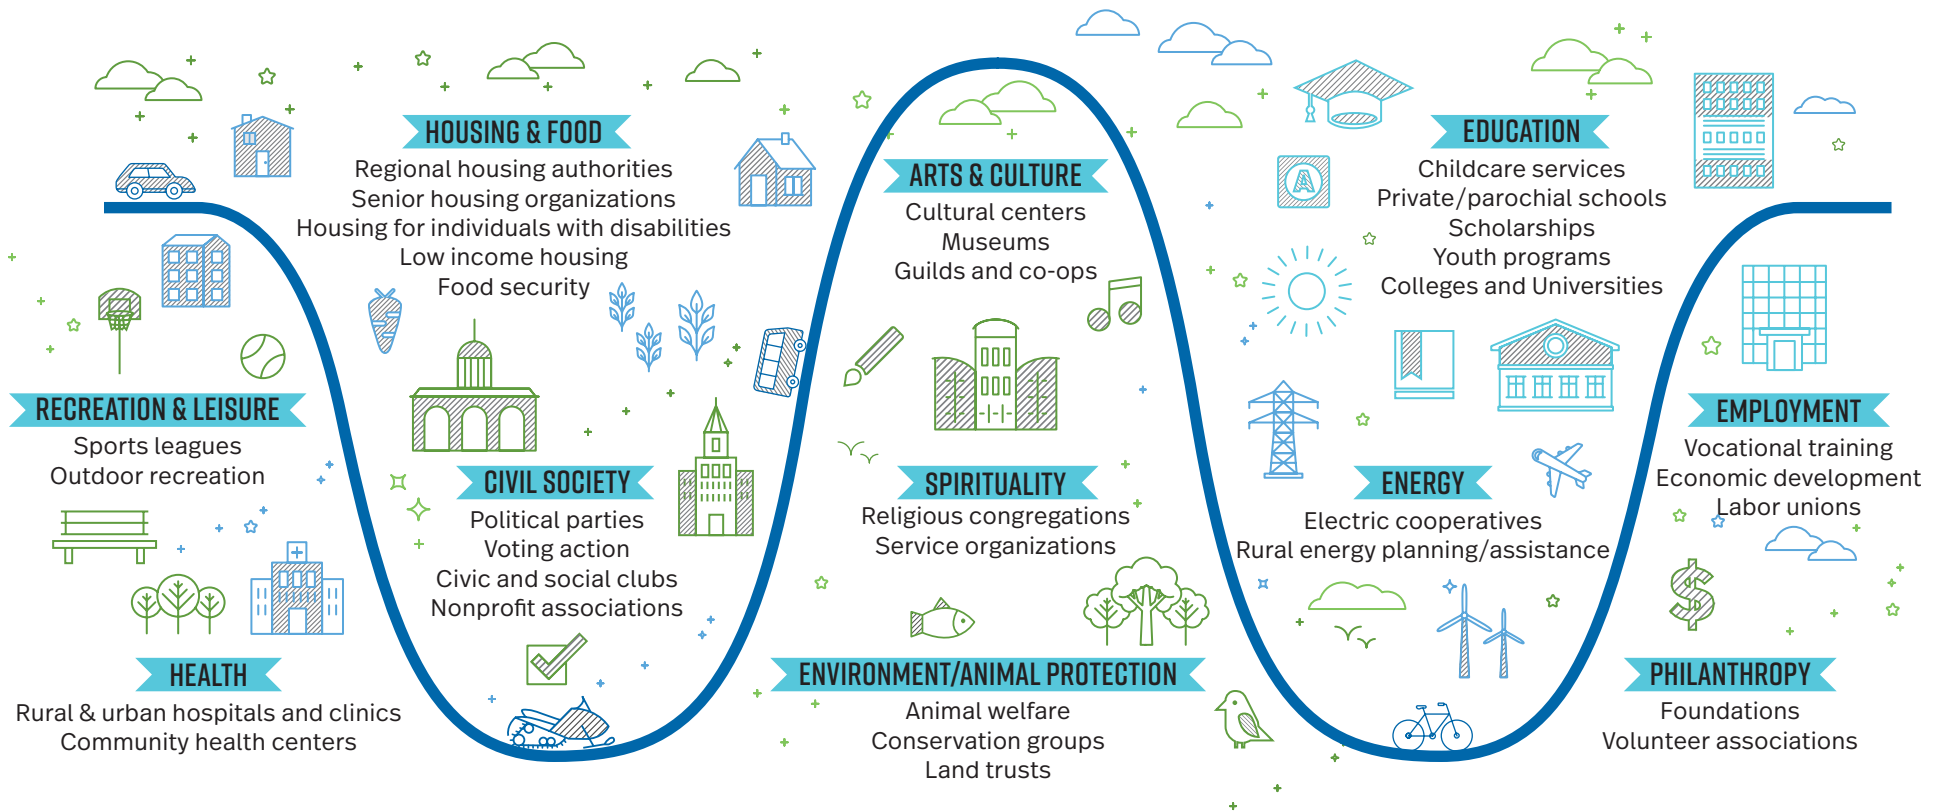 HOUSING & FOOD
Regional housing authorities
Senior housing organizations
Housing for individuals with disabilities
Low income housing
Food security
ARTS & CULTURE
Cultural centers
Museums
Guilds and co-ops
EDUCATION
Childcare services
Private/parochial schools
Scholarships
Youth programs
Colleges and Universities
A
RECREATION & LEISURE
Sports leagues
Outdoor recreation
CIVIL SOCIETY
Political parties
Voting action
Civic and social clubs
Nonprofit associations
SPIRITUALITY
Religious congregations
Service organizations
ENERGY
Electric cooperatives
Rural energy planning/assistance
EMPLOYMENT
Vocational training
Economic development
Labor unions
$
HEALTH
Rural & urban hospitals and clinics
Community health centers
ENVIRONMENT/ANIMAL PROTECTION
Animal welfare
Conservation groups
Land trusts
PHILANTHROPY
Foundations
Volunteer associations